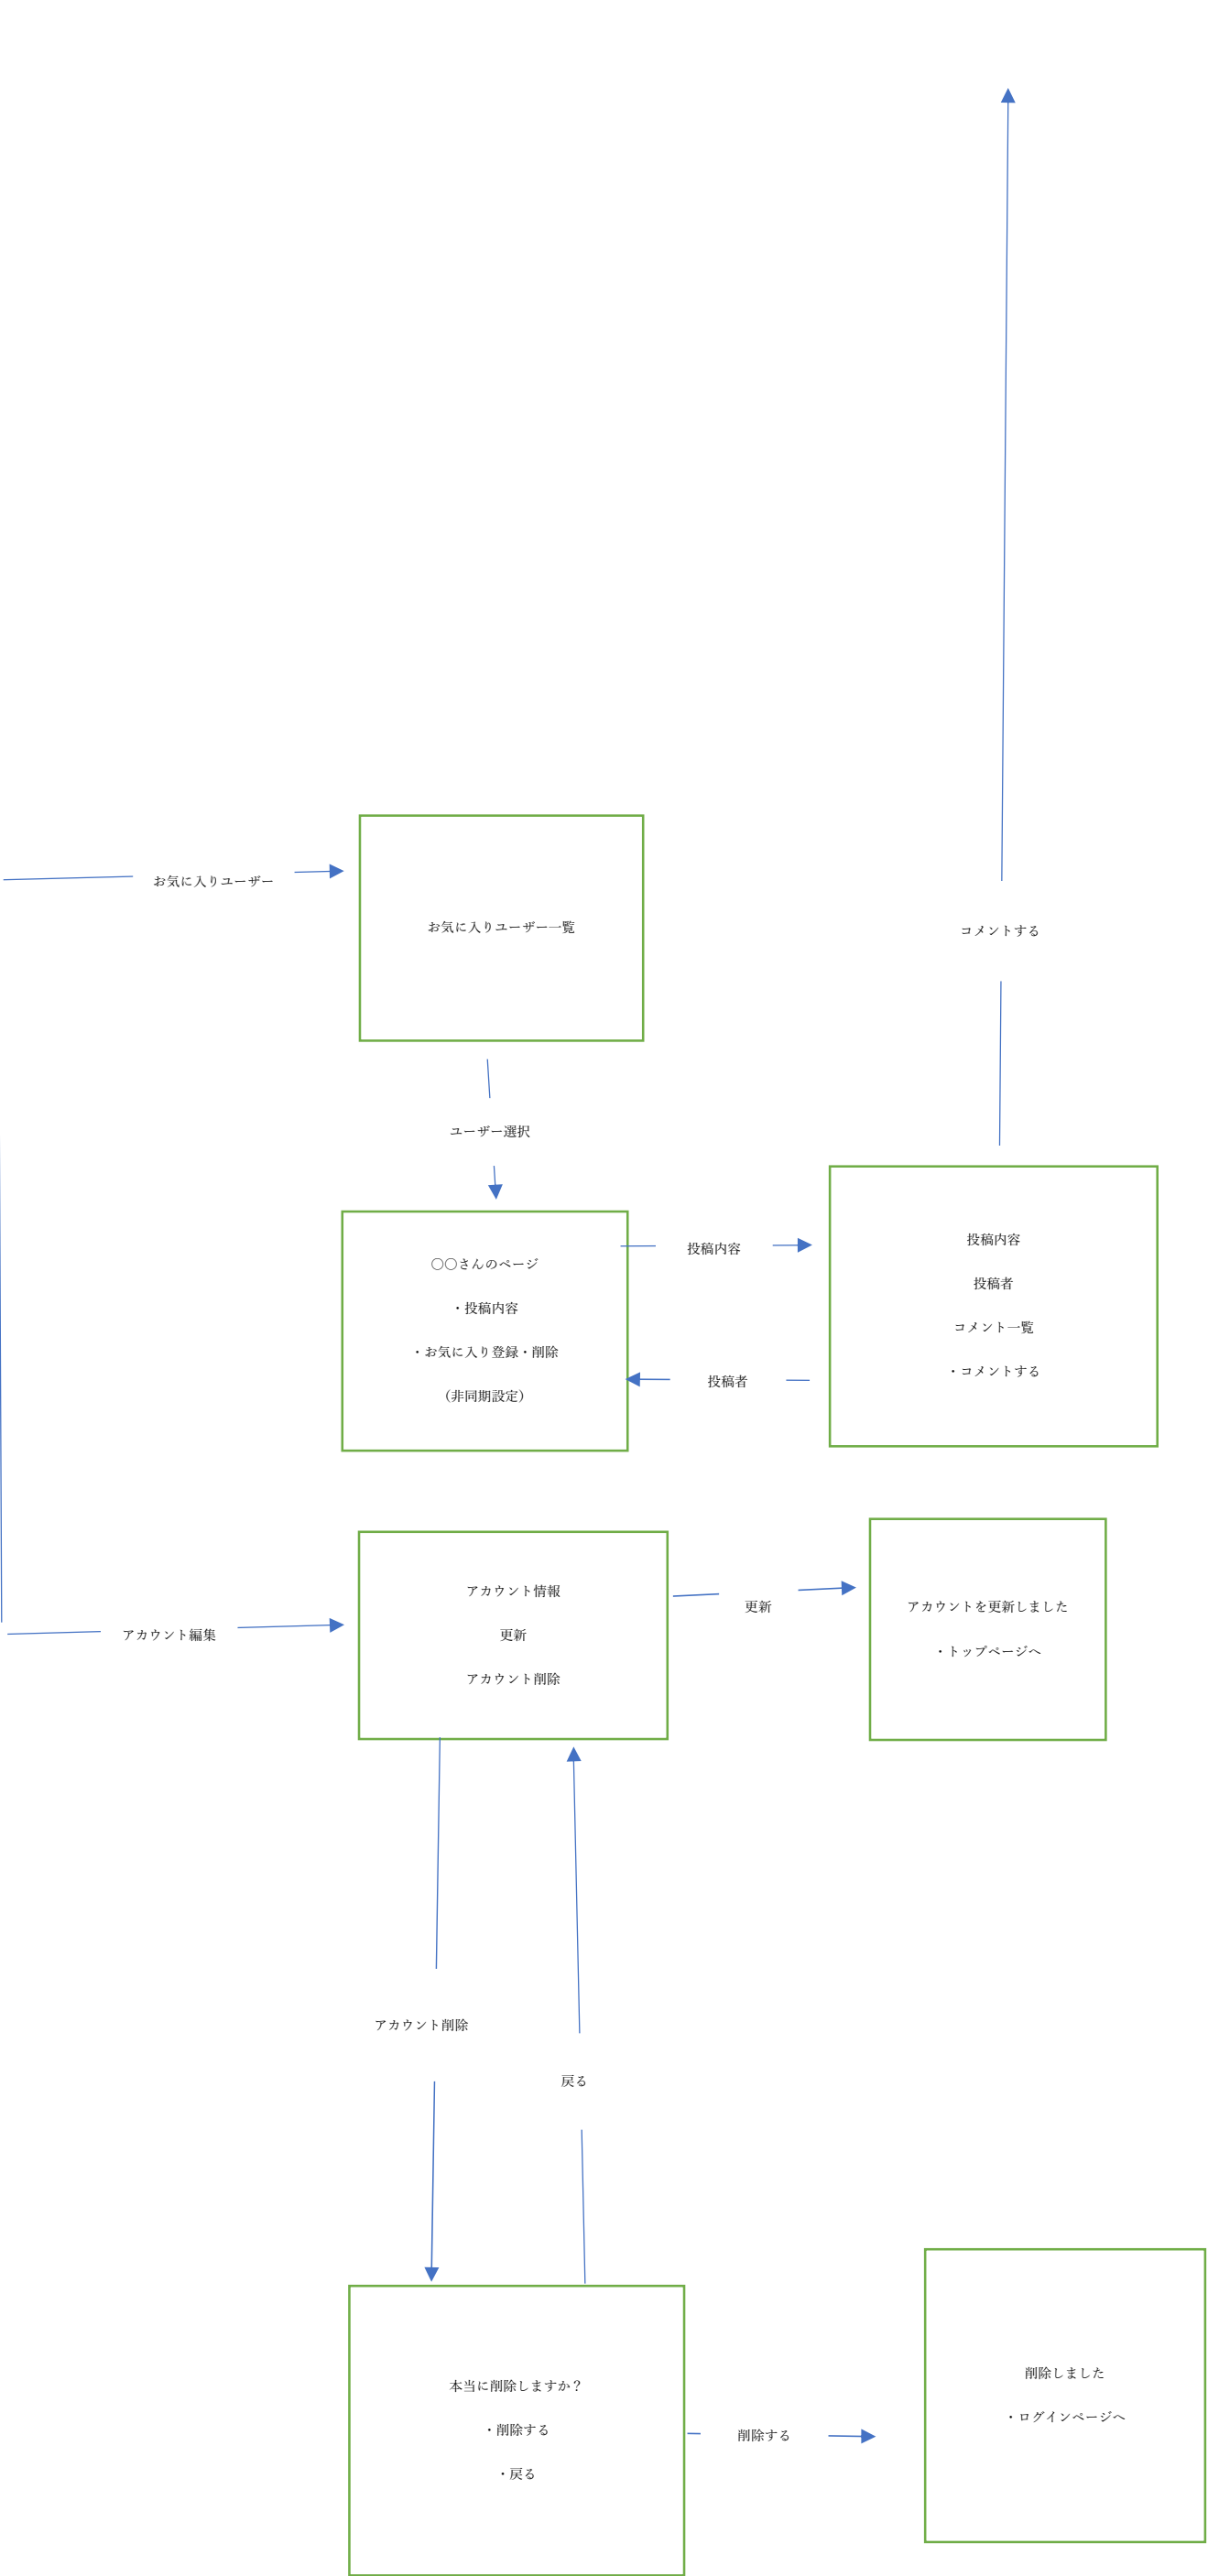 お気に入りユーザー
お気に入りユーザー一覧
コメントする
ユーザー選択
〇〇さんのページ
・投稿内容
・お気に入り登録・削除
（非同期設定）
投稿内容
投稿者
投稿内容
投稿者
コメント一覧
・コメントする
アカウント編集
アカウント情報
更新
アカウント削除
更新
アカウントを更新しました
・トップページへ
アカウント削除
戻る
本当に削除しますか？
・削除する
・戻る
削除する
削除しました
・ログインページへ